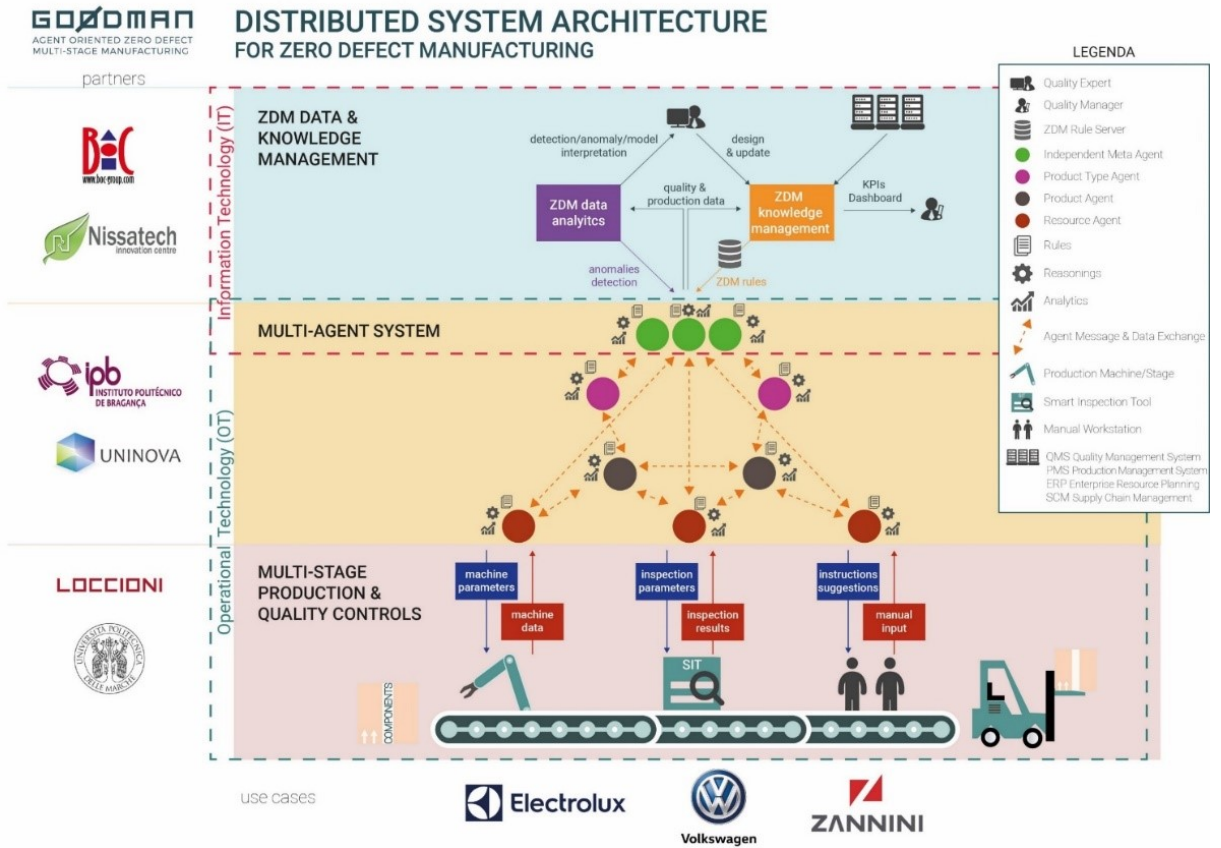 GOODMAN
AGENT ORIENTED ZERO DEFECT
MULTI-STAGE MANUFACTURING
partners
DISTRIBUTED SYSTEM ARCHITECTURE
FOR ZERO DEFECT MANUFACTURING
BOC
www.boc-group.com
Nissatech
innovation centre
ipb
INSTITUTO POLITÉCNICO
DE BRAGANÇA
UNINOVA
LOCCIONI
UNIVERSITÀ POLITECNICA
DELLE MARCHE
Information Technology (IT)
Operational Technology (OT)
ZDM DATA &
KNOWLEDGE
MANAGEMENT
detection/anomaly/model
interpretation
design
& update
ZDM data
analyitcs
quality &
production data
ZDM
knowledge
management
KPIs
Dashboard
anomalies
detection
ZDM rules
MULTI-AGENT SYSTEM
MULTI-STAGE
PRODUCTION &
QUALITY CONTROLS
machine
parameters
machine
data
inspection
parameters
inspection
results
instructions
suggestions
manual
input
SIT
COMPONENTS
LEGENDA
Quality Expert
Quality Manager
ZDM Rule Server
Independent Meta Agent
Product Type Agent
Product Agent
Resource Agent
Rules
Reasonings
Analytics
Agent Message & Data Exchange
Production Machine/Stage
Smart Inspection Tool
Manual Workstation
QMS Quality Management System
PMS Production Management System
ERP Enterprise Resource Planning
SCM Supply Chain Management
use cases
Electrolux
Volkswagen
ZANNINI